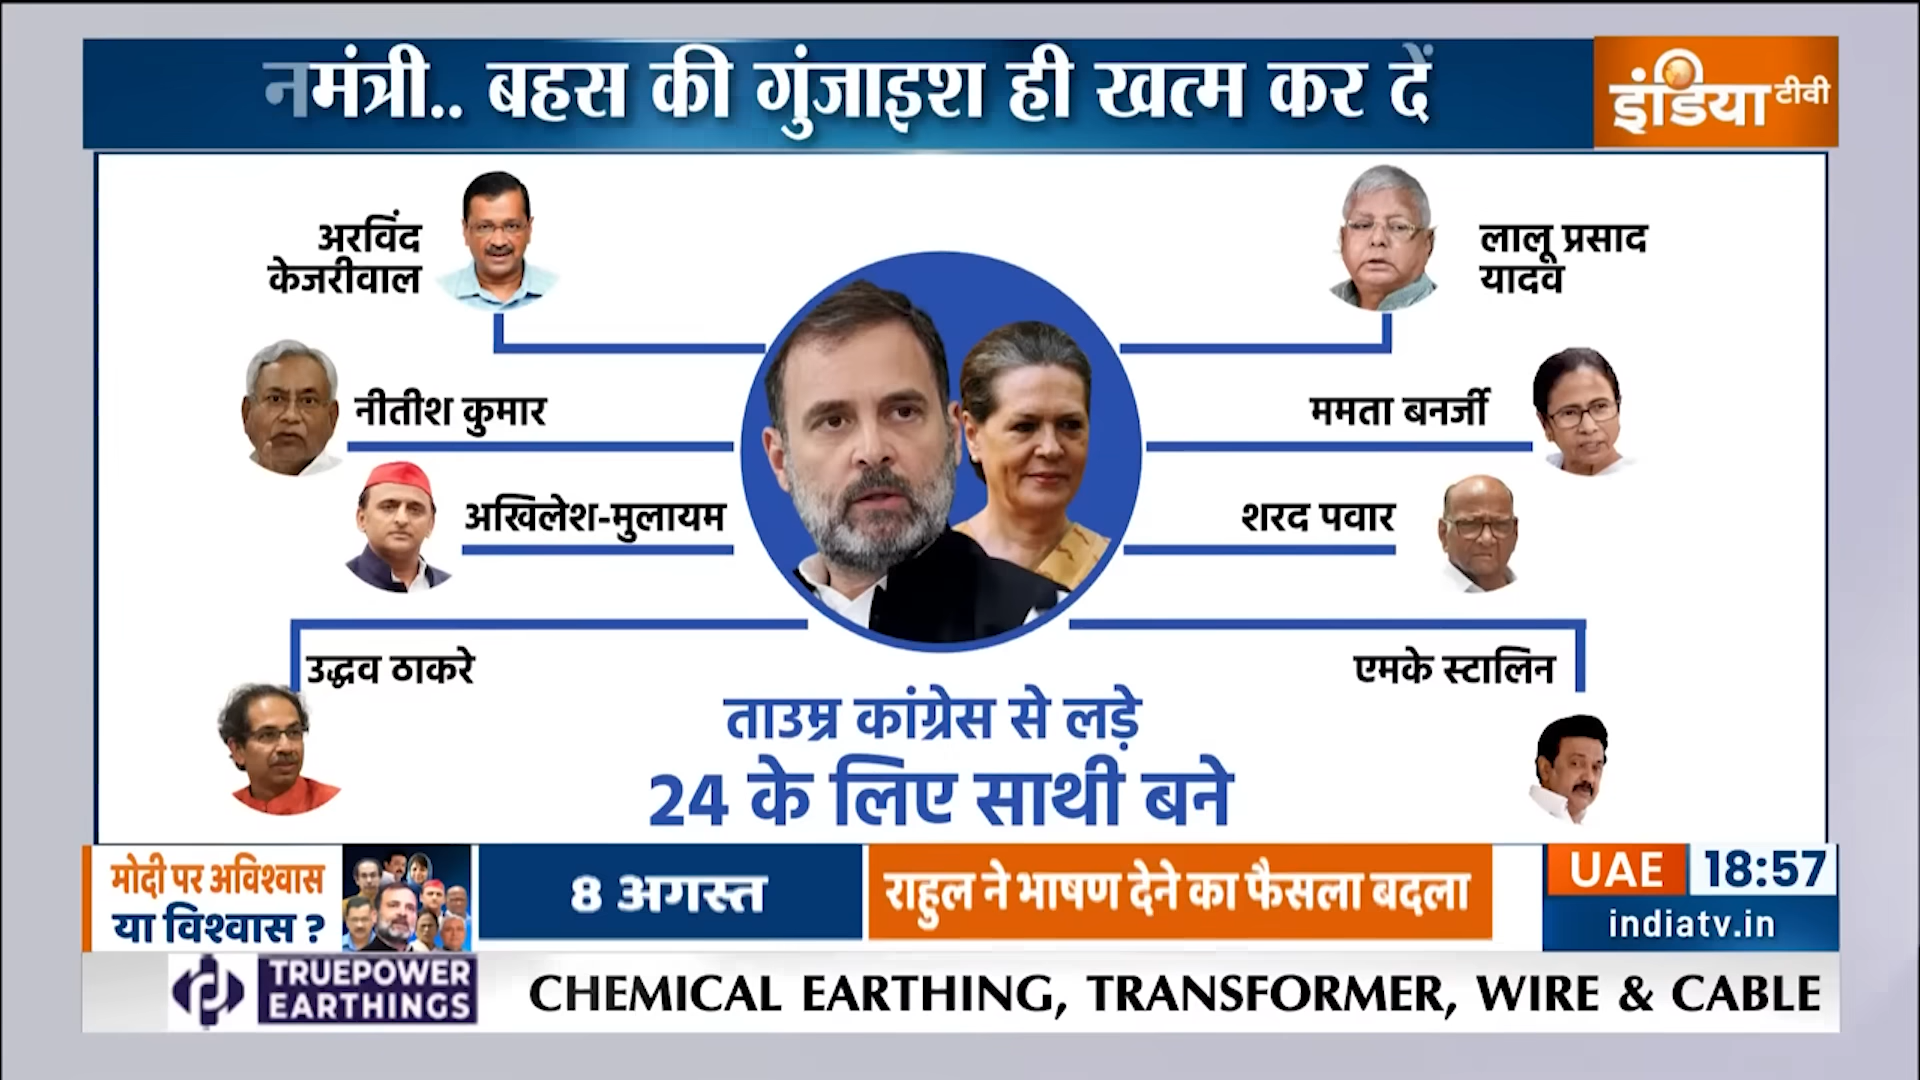 नमंत्री.. बहस की गुंजाइश ही खत्म कर दें
इंडिया टीवी
अरविंद
केजरीवाल
लालू प्रसाद
यादव
नीतीश कुमार
ममता बनर्जी
अखिलेश-मुलायम
शरद पवार
उद्धव ठाकरे
एमके स्टालिन
ताउम्र कांग्रेस से लड़े
24 के लिए साथी बने
मोदी पर अविश्वास
या विश्वास ?
8 अगस्त
राहुल ने भाषण देने का फैसला बदला
UAE 18:57
indiatv.in
TRUEPOWER
EARTHINGS
CHEMICAL EARTHING, TRANSFORMER, WIRE & CABLE